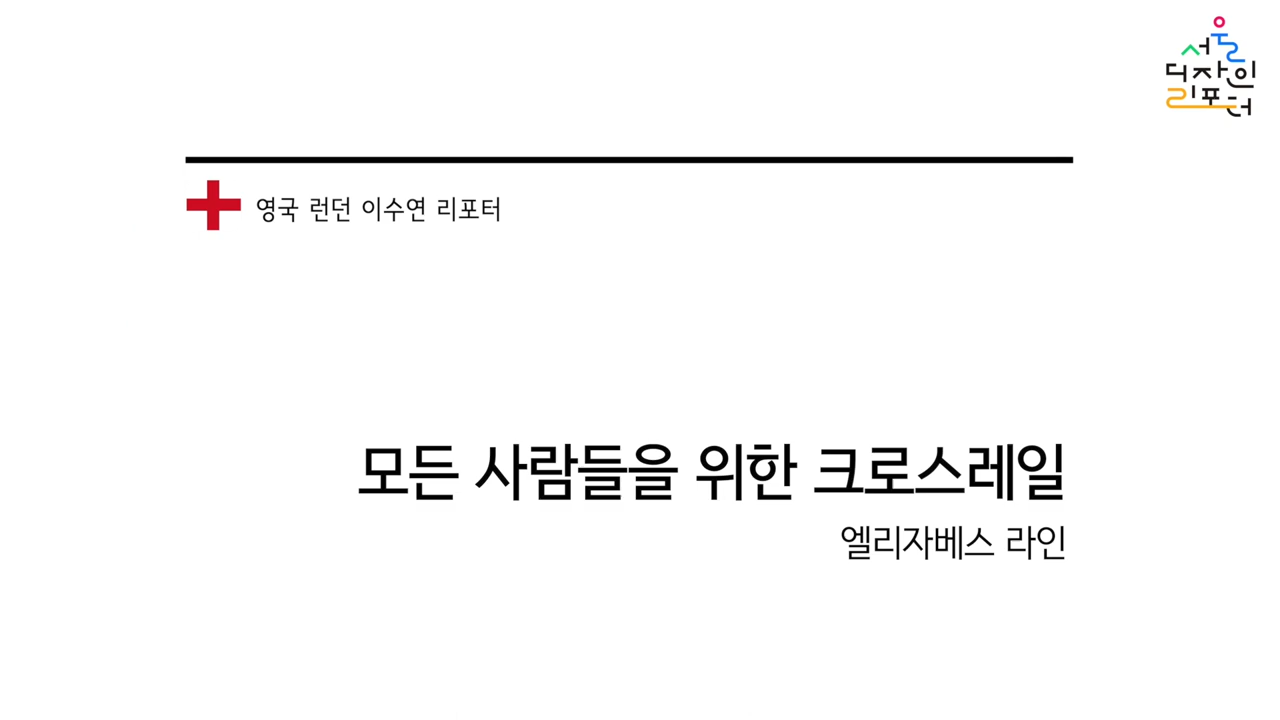 서울
디자인
리포터
영국 런던 이수연 리포터
모든 사람들을 위한 크로스레일
엘리자베스 라인